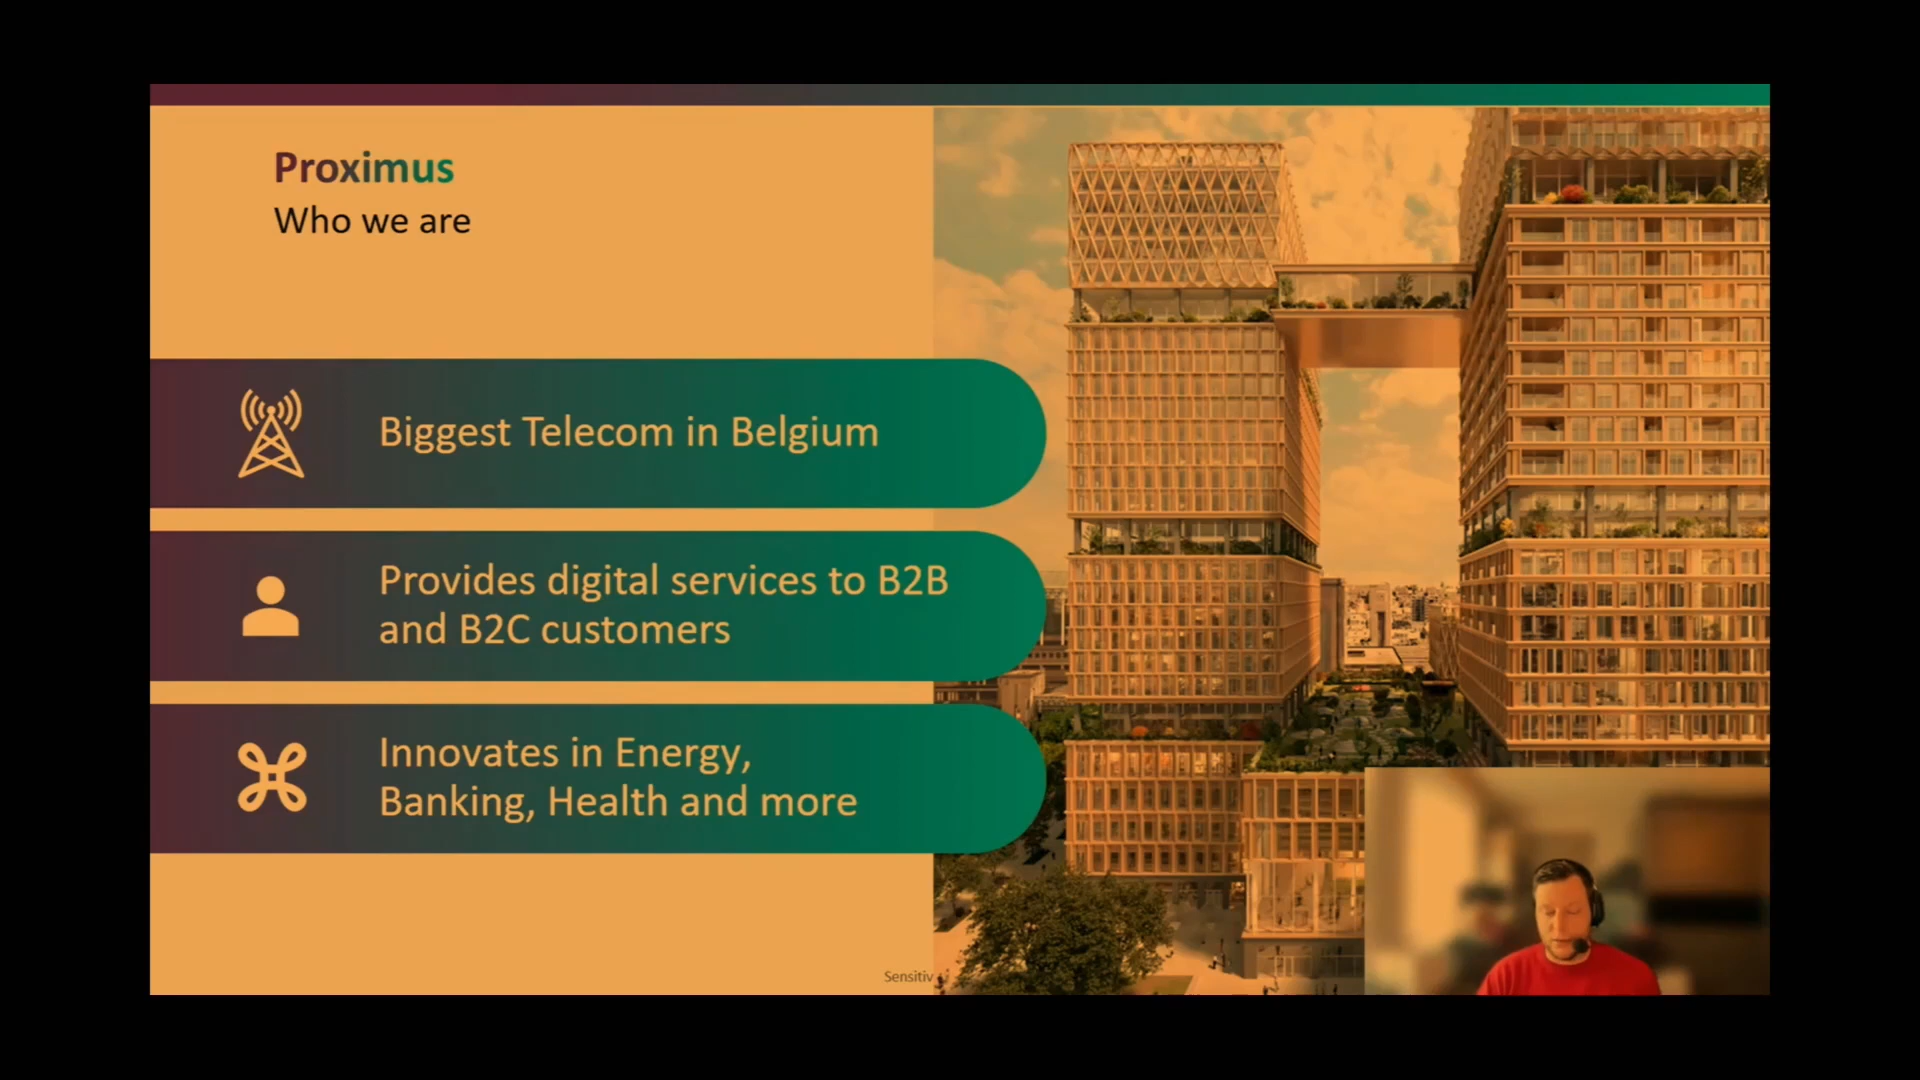 Proximus
Who we are
Biggest Telecom in Belgium
Provides digital services to B2B
and B2C customers
Innovates in Energy,
Banking, Health and more
Sensitiv